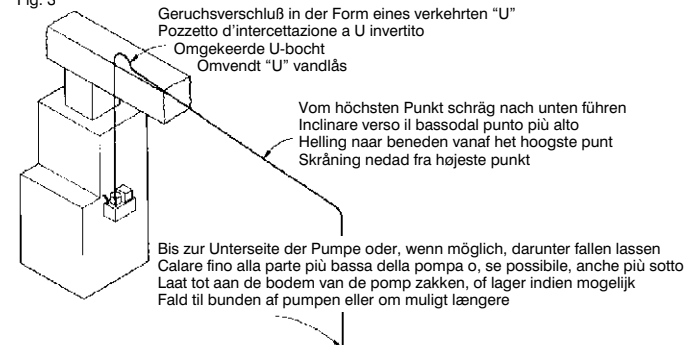 Fig. 3
Geruchsverschluß in der Form eines verkehrten “U”
Pozzetto d’intercettazione a U invertito
Omgekeerde U-bocht
Omvendt “U” vandlås
Vom höchsten Punkt schräg nach unten führen
Inclinare verso il bassodal punto più alto
Helling naar beneden vanaf het hoogste punt
Skråning nedad fra højeste punkt
Bis zur Unterseite der Pumpe oder, wenn möglich, darunter fallen lassen
Calare fino alla parte più bassa della pompa o, se possibile, anche più sotto
Laat tot aan de bodem van de pomp zakken, of lager indien mogelijk
Fald til bunden af pumpen eller om muligt længere